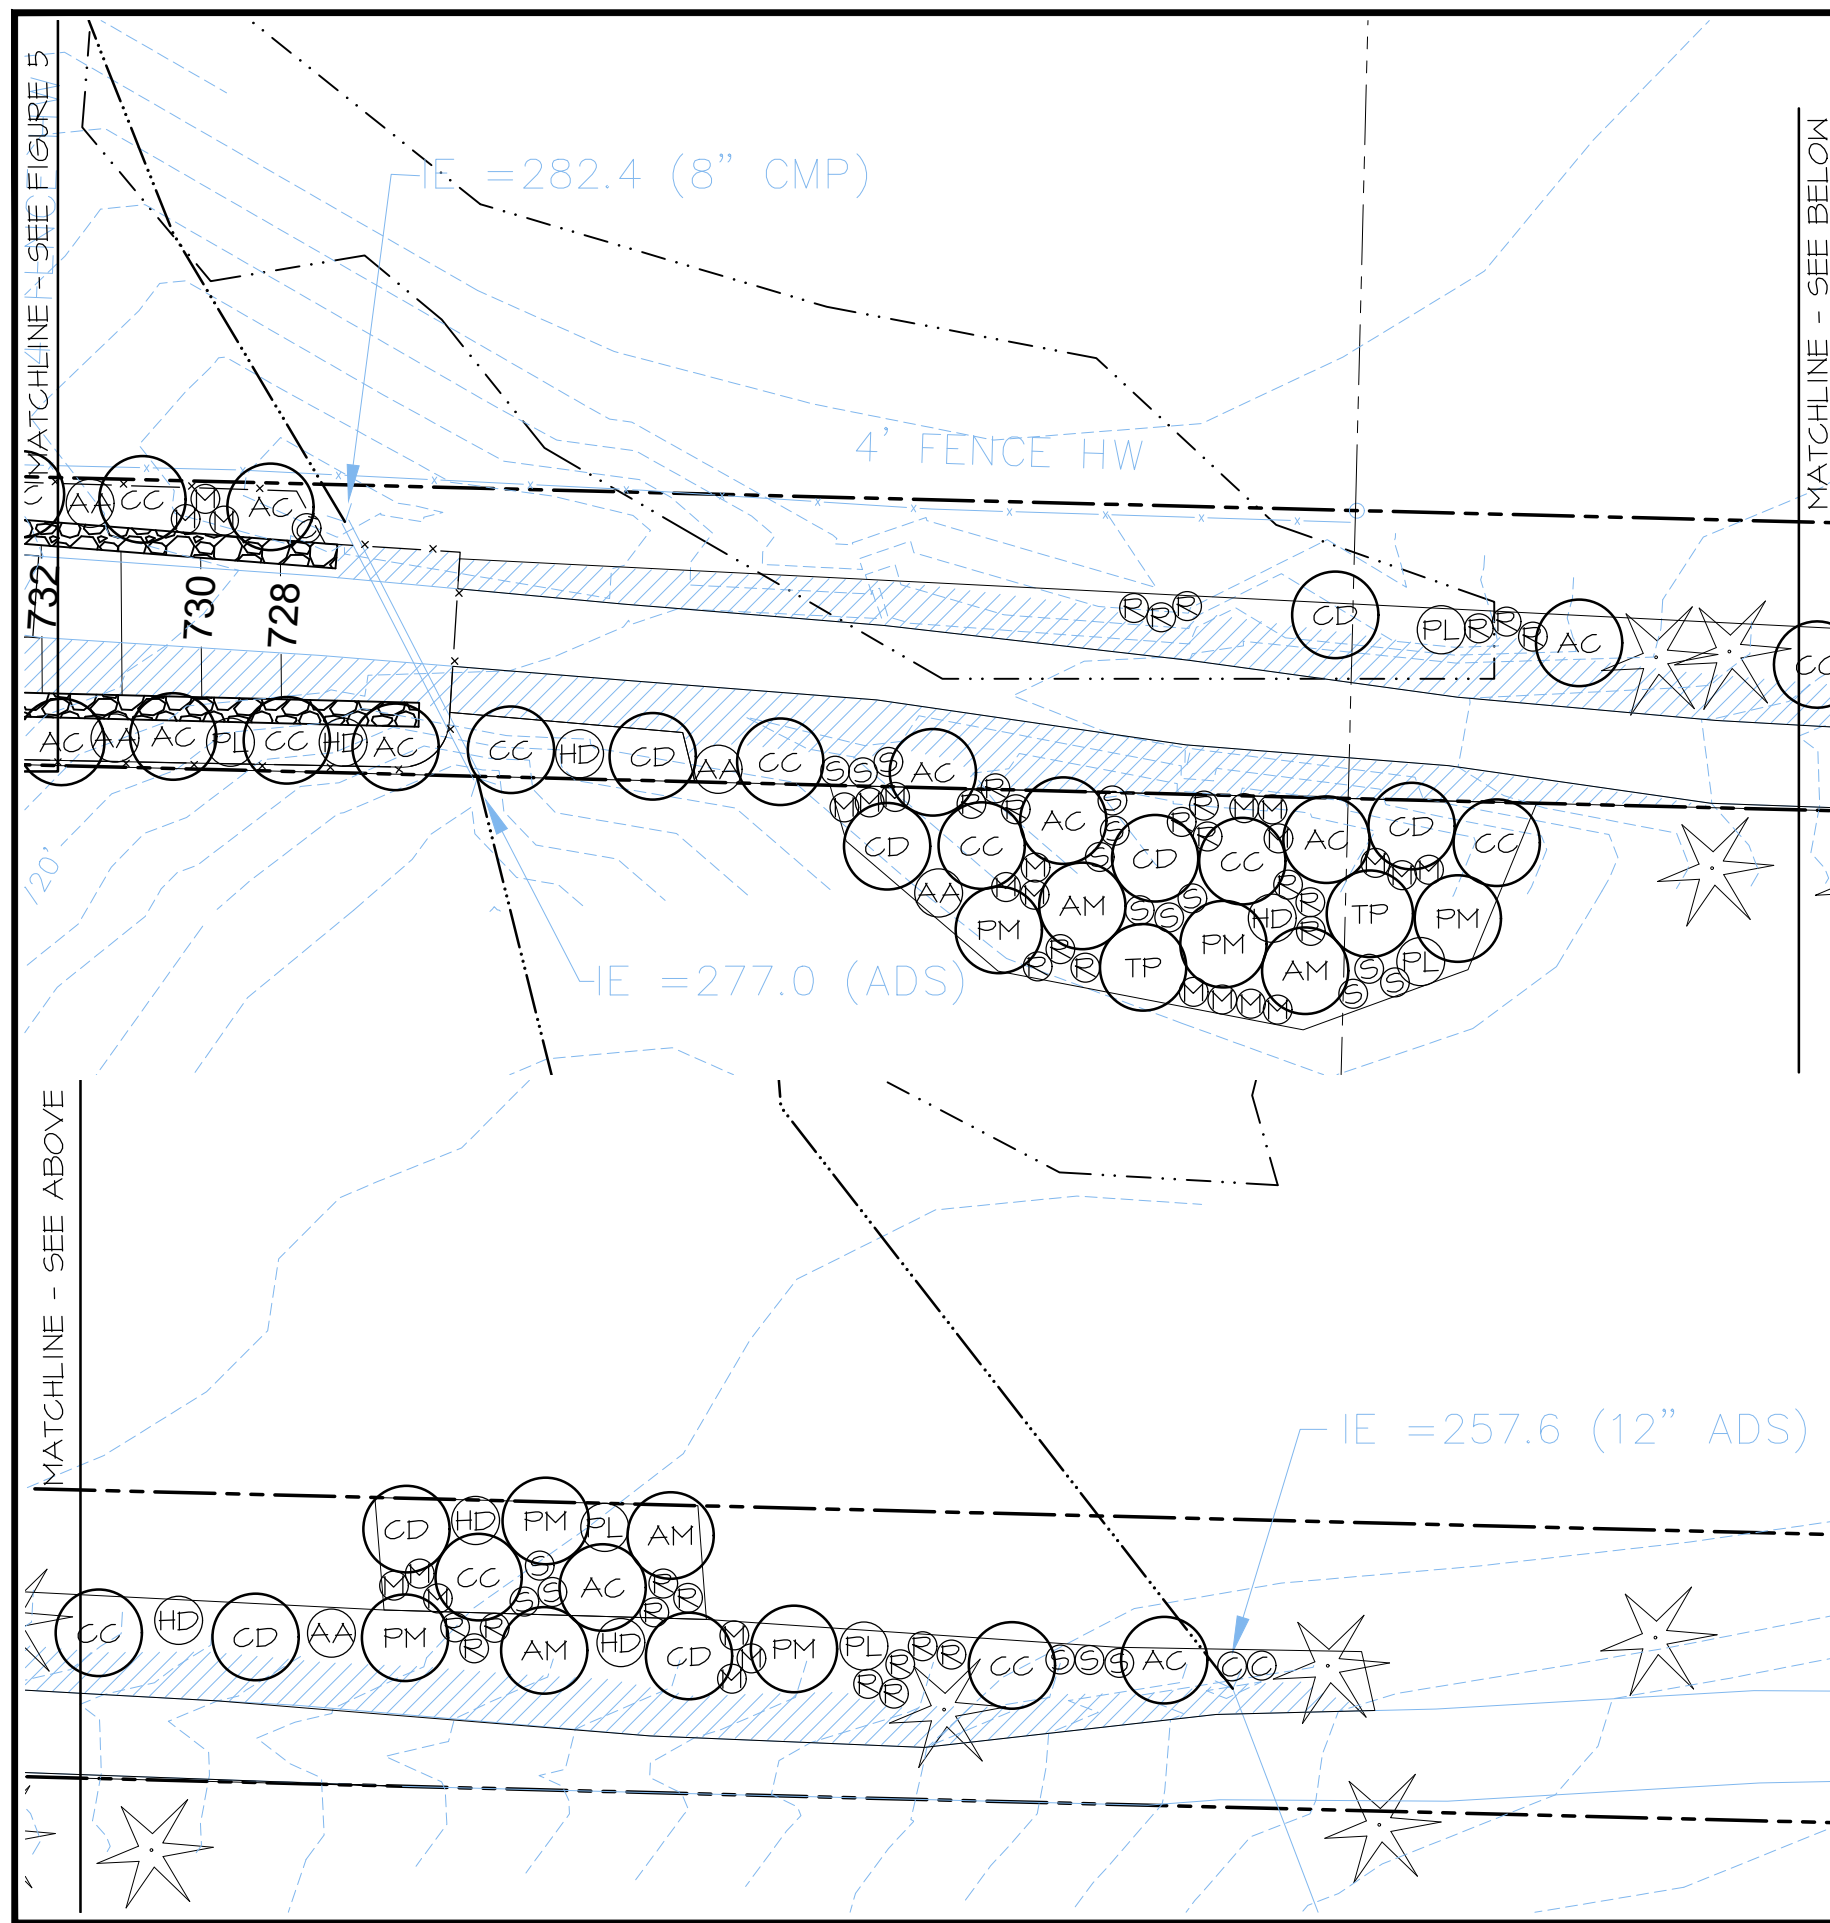 MATCHLINE - SEE FIGURE 5
IE =282.4 (8” CMP)
MATCHLINE - SEE BELOW
4’ FENCE HW
C AA CC M M M AC C
732
730
728
R R R CD PL R R R AC CC
AC AA AC PL CC HD AC CC HD CD AA CC S S S AC
M M M R R R AC S S S R R R M M M AC CD CC
CD CC M M M CD CC M M M
AA PM AM S S S R R R HD TP PM
R R R TP PM AM S S S PL
M M M M
120’
IE =277.0 (ADS)
MATCHLINE - SEE ABOVE
IE =257.6 (12” ADS)
CD HD PM PL AM
M M M CC S S S AC R R R
CC HD CD AA PM R R R AM HD CD M M M PM PL R R R R R CC S S S AC C C